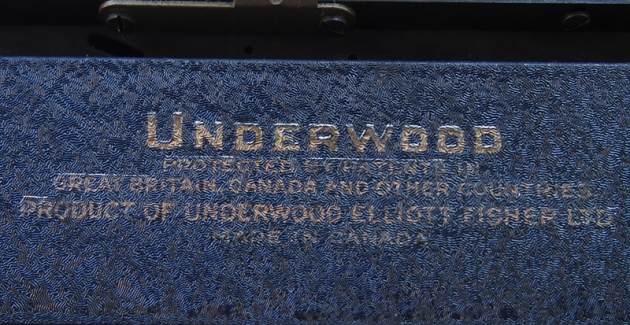 UNDERWOOD
PROTECTED BY PATENTS IN
GREAT BRITAIN, CANADA AND OTHER COUNTRIES
PRODUCT OF UNDERWOOD ELLIOTT FISHER LTD
MADE IN CANADA